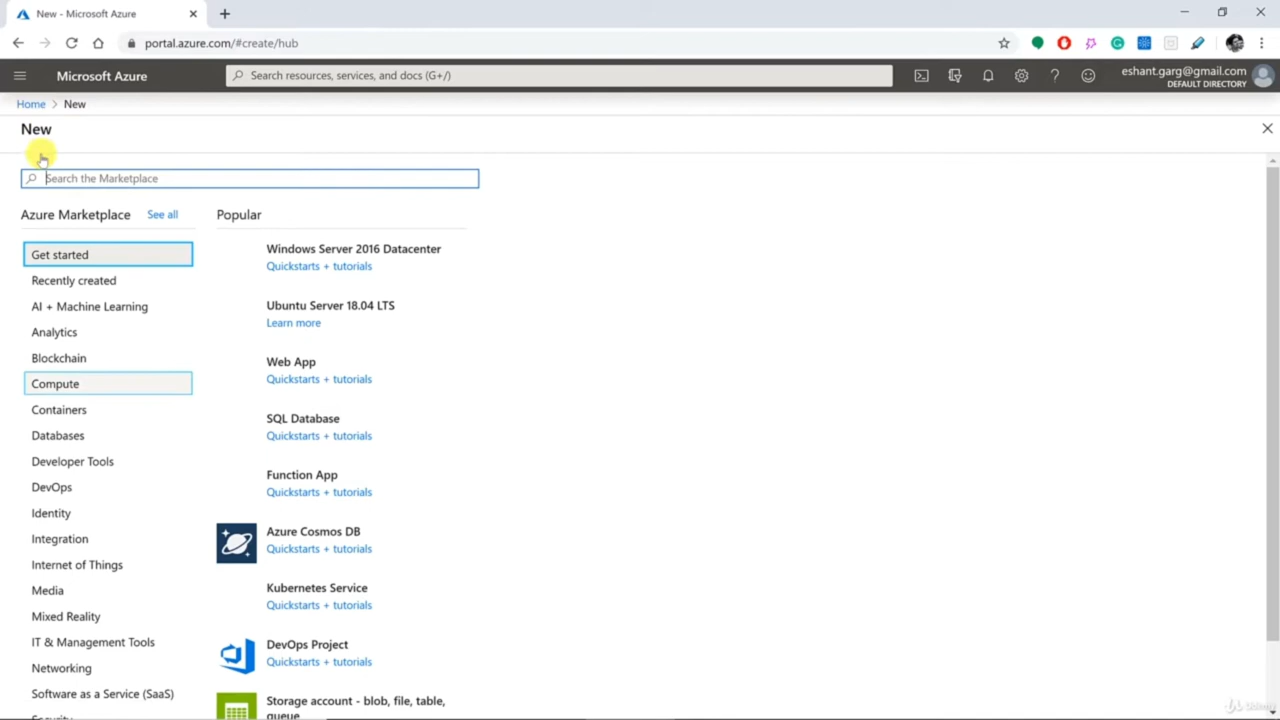 New - Microsoft Azure
portal.azure.com/#create/hub
Microsoft Azure
Search resources, services, and docs (G+/)
eshant.garg@gmail.com
DEFAULT DIRECTORY
Home > New
New
Search the Marketplace
Azure Marketplace See all
Popular
Get started
Recently created
AI + Machine Learning
Analytics
Blockchain
Compute
Containers
Databases
Developer Tools
DevOps
Identity
Integration
Internet of Things
Media
Mixed Reality
IT & Management Tools
Networking
Software as a Service (SaaS)
Security
Windows Server 2016 Datacenter
Quickstarts + tutorials
Ubuntu Server 18.04 LTS
Learn more
Web App
Quickstarts + tutorials
SQL Database
Quickstarts + tutorials
Function App
Quickstarts + tutorials
Azure Cosmos DB
Quickstarts + tutorials
Kubernetes Service
Quickstarts + tutorials
DevOps Project
Quickstarts + tutorials
Storage account - blob, file, table,
queue
Udemy